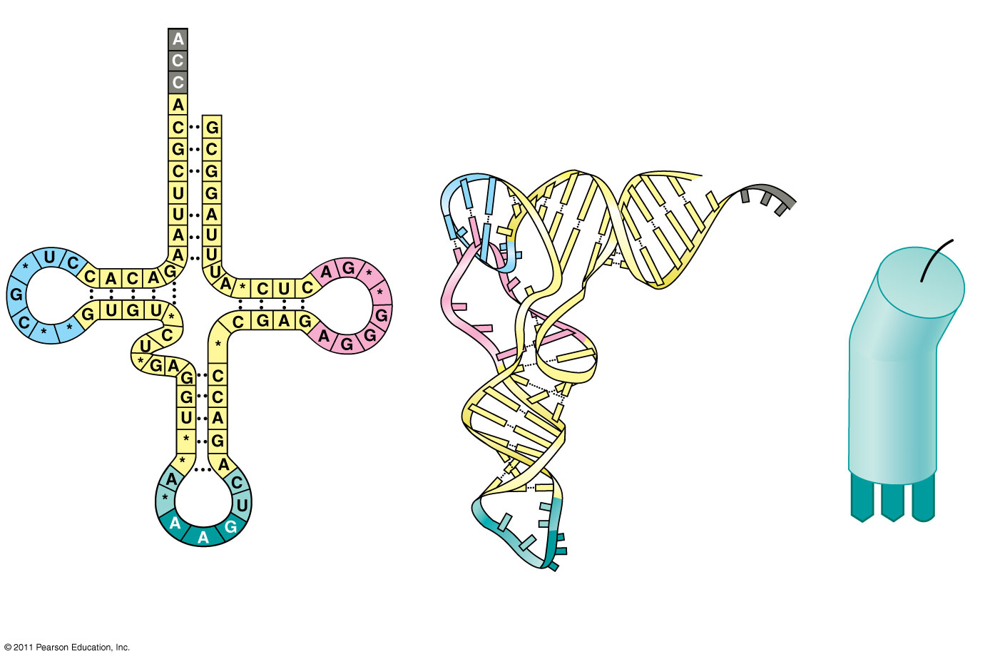 A
C
C
A
C G
G C
C G
U G
U A
A U
A U
G U
* U C C A C A
A * C U C A G *
G G U G U *
* G
C * *
C G A G A G G
C
U
* G A G
*
C
G C
U A
* G
* A
A C
* U
A A G
© 2011 Pearson Education, Inc.